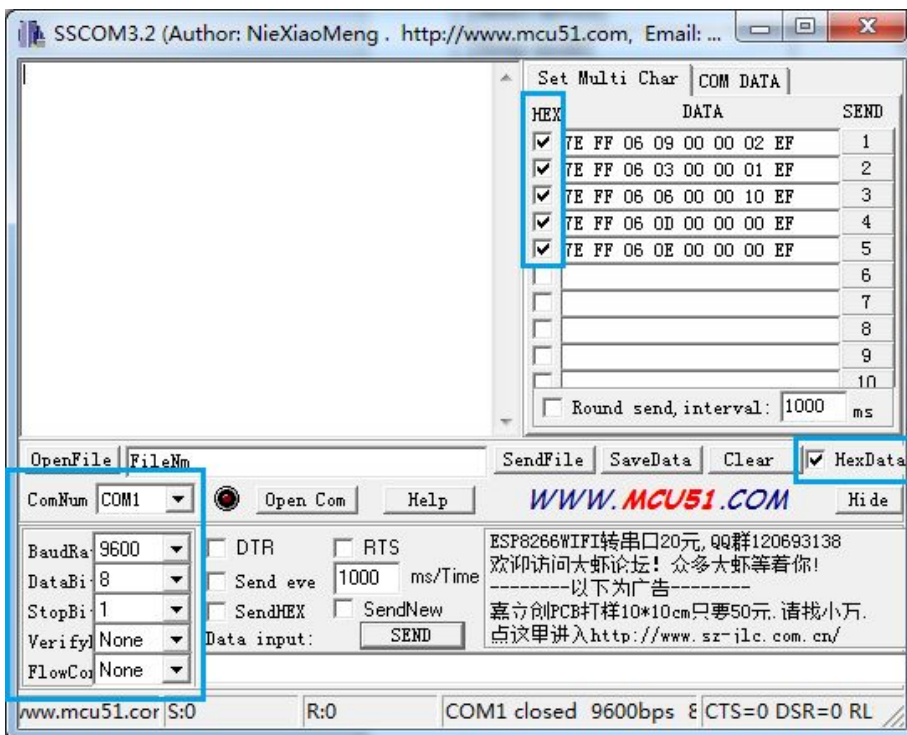 SSCOM3.2 (Author: NieXiaoMeng . http://www.mcu51.com, Email: ...
Set Multi Char COM DATA
HEX DATA SEND
7E FF 06 09 00 00 02 EF 1
7E FF 06 03 00 00 01 EF 2
7E FF 06 06 00 00 10 EF 3
7E FF 06 0D 00 00 00 EF 4
7E FF 06 0E 00 00 00 EF 5
6
7
8
9
10
Round send, interval: 1000 ms
OpenFile FileNm SendFile SaveData Clear HexData
ComNum COM1 Open Com Help WWW.MCU51.COM Hide
BaudRa 9600 DTR RTS
DataBi 8 Send eve 1000 ms/Time
StopBi 1 SendHEX SendNew
Verify None Data input: SEND
FlowCo None
ESP8266WIFI转串口20元,QQ群120693138
欢迎访问大虾论坛!众多大虾等着你!
--------以下为广告--------
嘉立创PCB打样10*10cm只要50元.请找小万.
点这里进入http://www.sz-jlc.com.cn/
www.mcu51.cor S:0 R:0 COM1 closed 9600bps 8 CTS=0 DSR=0 RL